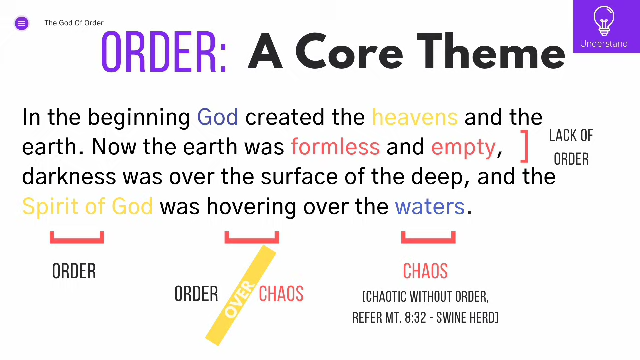 The God Of Order
Understand
ORDER: A Core Theme
In the beginning God created the heavens and the
earth. Now the earth was formless and empty,
darkness was over the surface of the deep, and the
Spirit of God was hovering over the waters.
LACK OF
ORDER
ORDER
ORDER OVER CHAOS
CHAOS
(CHAOTIC WITHOUT ORDER,
REFER MT. 8:32 - SWINE HERD)